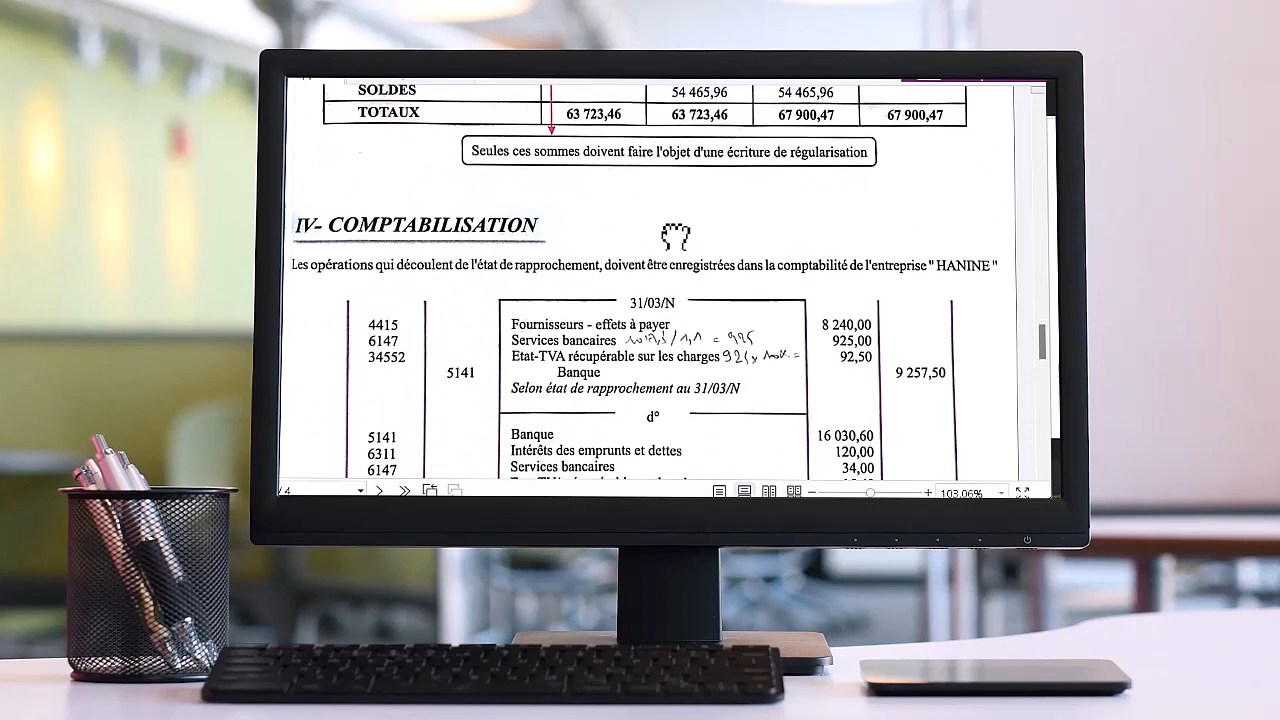 SOLDES 54 465,96 54 465,96
TOTAUX 63 723,46 63 723,46 67 900,47 67 900,47
Seules ces sommes doivent faire l'objet d'une écriture de régularisation
IV- COMPTABILISATION
Les opérations qui découlent de l'état de rapprochement, doivent être enregistrées dans la comptabilité de l'entreprise " HANINE "
31/03/N
4415 Fournisseurs - effets à payer 8 240,00
6147 Services bancaires = 925 925,00
34552 Etat-TVA récupérable sur les charges 92,50
5141 Banque 9 257,50
Selon état de rapprochement au 31/03/N
d°
5141 Banque 16 030,60
6311 Intérêts des emprunts et dettes 120,00
6147 Services bancaires 34,00
/ 4 103,06%